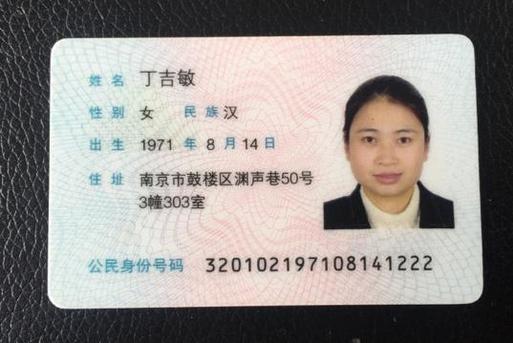 姓名 丁吉敏
性别 女 民族 汉
出生 1971 年 8 月 14 日
住址 南京市鼓楼区渊声巷50号
3幢303室
公民身份号码 320102197108141222